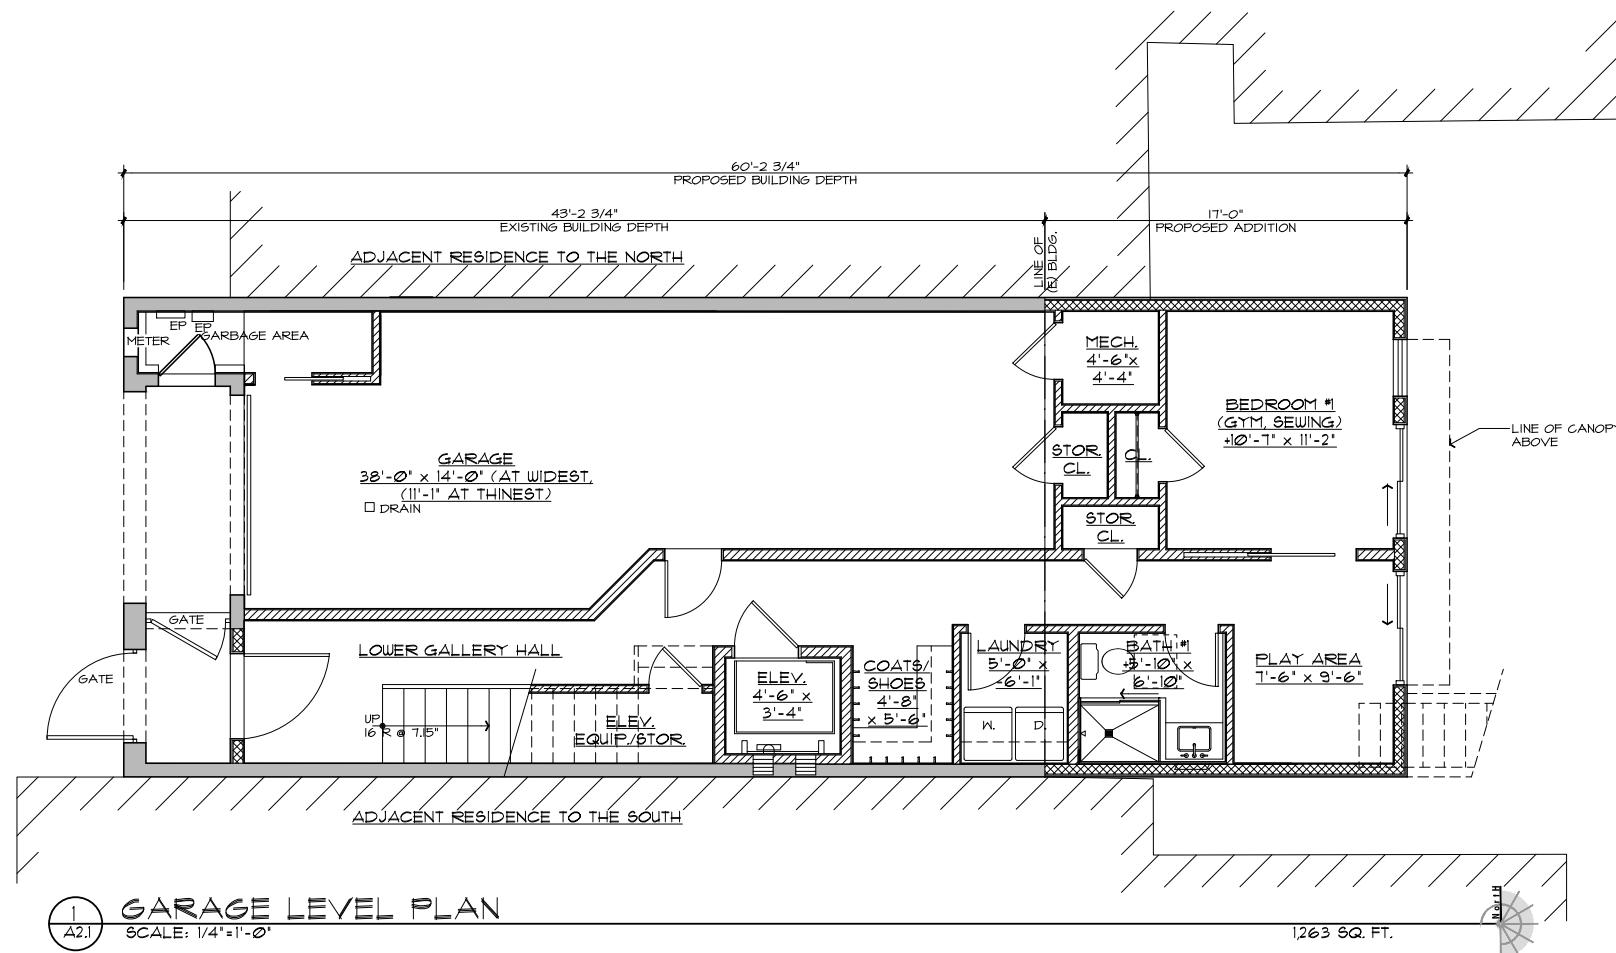 60'-2 3/4"
PROPOSED BUILDING DEPTH
43'-2 3/4"
EXISTING BUILDING DEPTH
17'-0"
PROPOSED ADDITION
LINE OF
(E) BLDG.
ADJACENT RESIDENCE TO THE NORTH
EP
EP
METER
GARBAGE AREA
MECH.
4'-6"x
4'-4"
BEDROOM #1
(GYM, SEWING)
±10'-7" x 11'-2"
LINE OF CANOPY
ABOVE
GARAGE
38'-0" x 14'-0" (AT WIDEST,
(11'-1" AT THINEST)
DRAIN
STOR.
CL.
CL.
STOR.
CL.
GATE
GATE
LOWER GALLERY HALL
UP
16 R @ 7.15"
ELEV.
EQUIP./STOR.
ELEV.
4'-6" x
3'-4"
COATS/
SHOES
4'-8"
x 5'-6"
LAUNDRY
5'-0" x
±6'-1"
W.
D.
BATH #1
±5'-10" x
6'-10"
PLAY AREA
7'-6" x 9'-6"
ADJACENT RESIDENCE TO THE SOUTH
1
A2.1
GARAGE LEVEL PLAN
SCALE: 1/4"=1'-0"
1,263 SQ. FT.
North